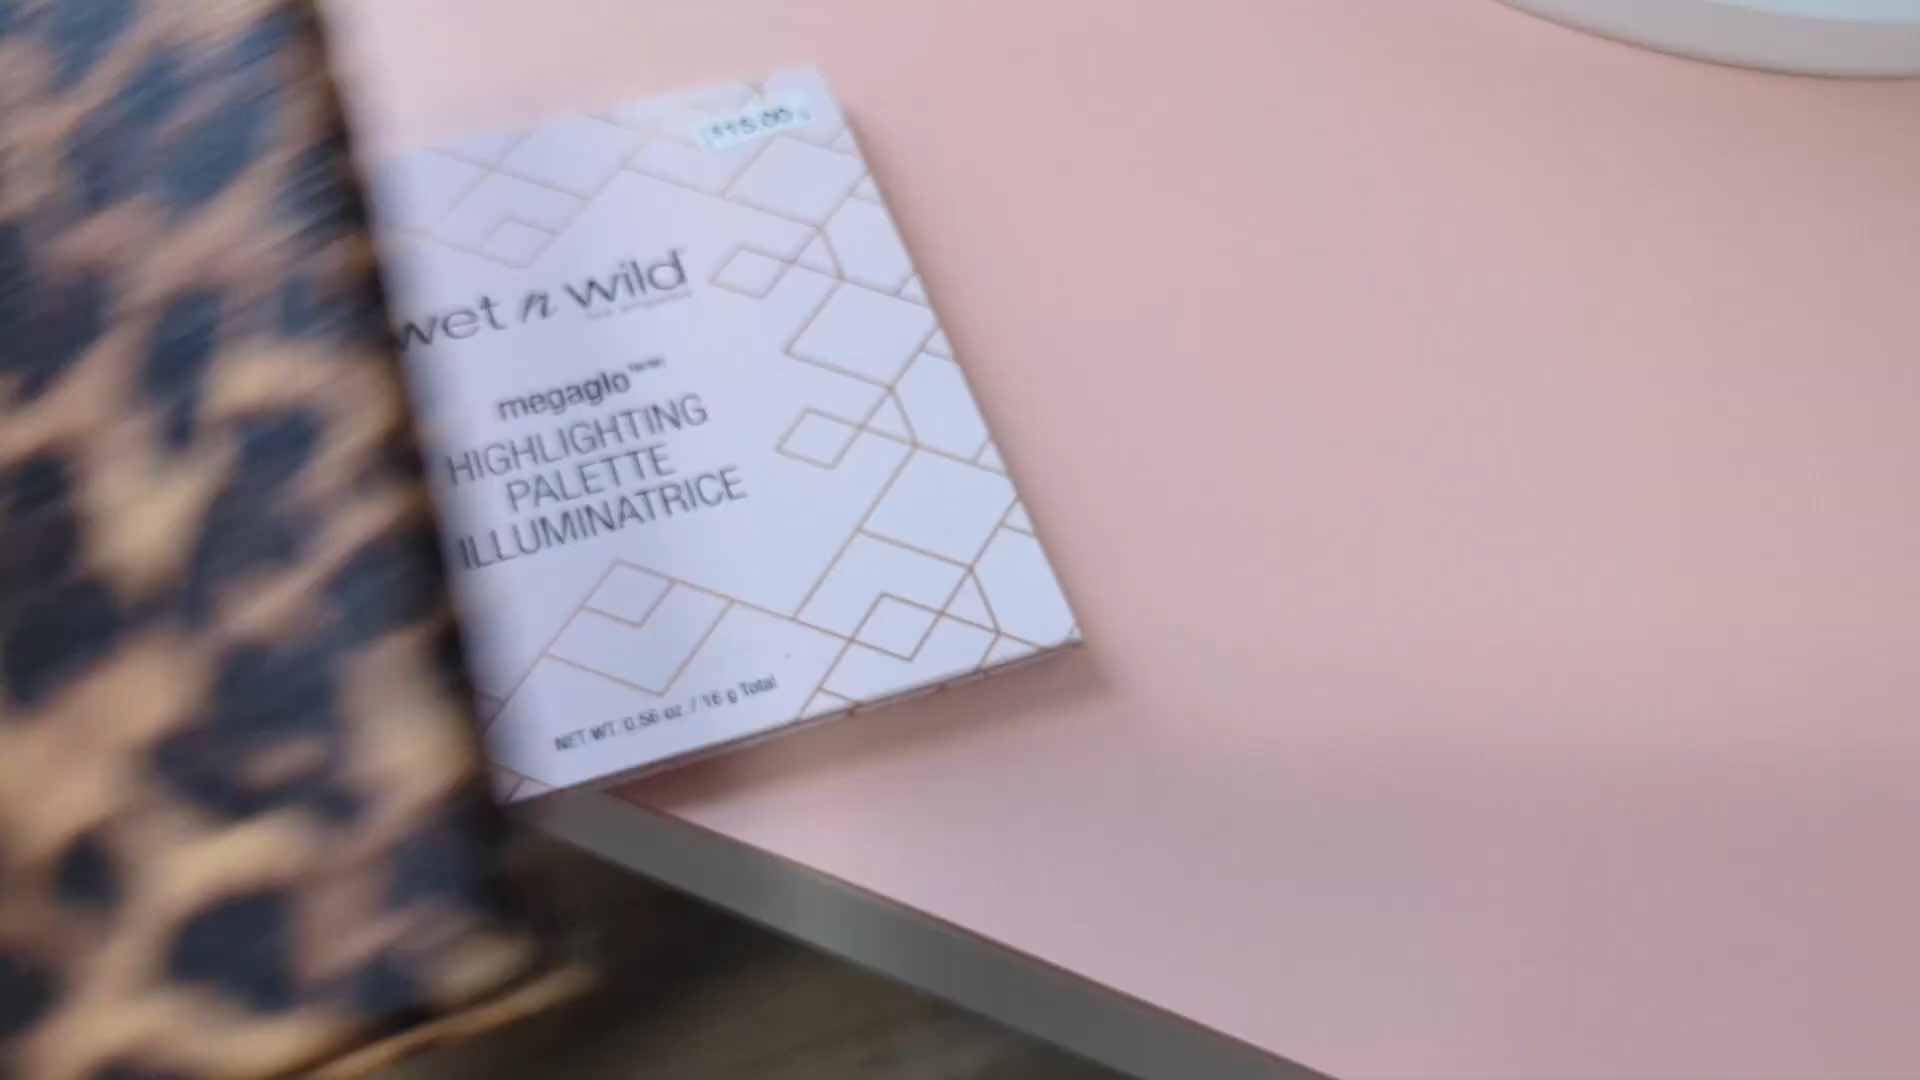 $15.00
wet n wild
megaglo
HIGHLIGHTING
PALETTE
ILLUMINATRICE
NET WT. 0.56 oz. / 16 g Total